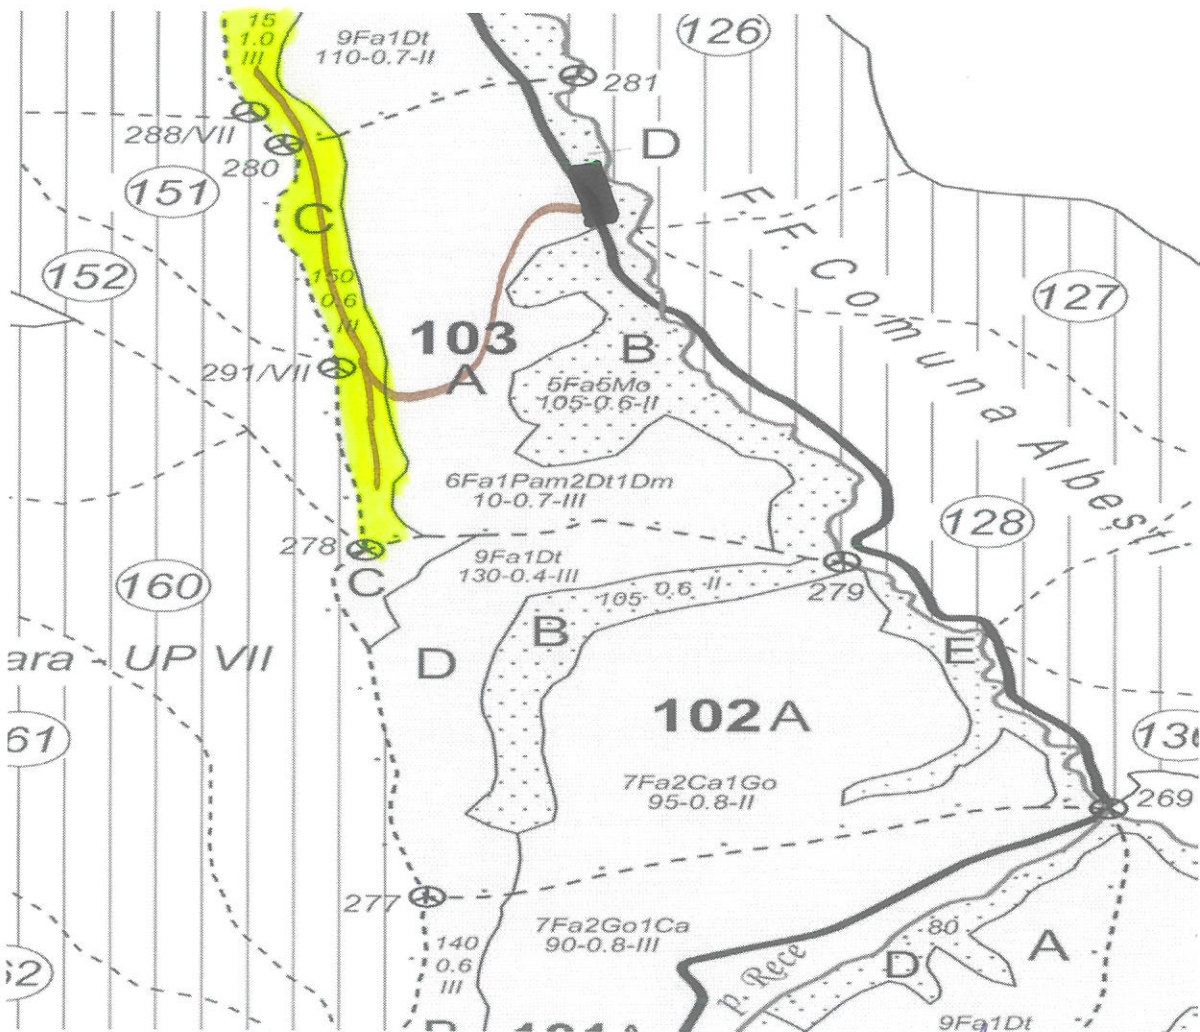 15
1.0
III
9Fa1Dt
110-0.7-II
126
281
288/VII
280
D
151
C
F.F. Comuna Albesti
152
150
0.6
III
127
103
A
B
291/VII
5Fa5Mo
105-0.6-II
6Fa1Pam2Dt1Dm
10-0.7-III
128
278
9Fa1Dt
130-0.4-III
C
160
105 0.6 II
279
B
E
ara - UP VII
D
102 A
61
7Fa2Ca1Go
95-0.8-II
269
277
7Fa2Go1Ca
90-0.8-III
140
0.6
III
80
A
p. Rece
D
9Fa1Dt